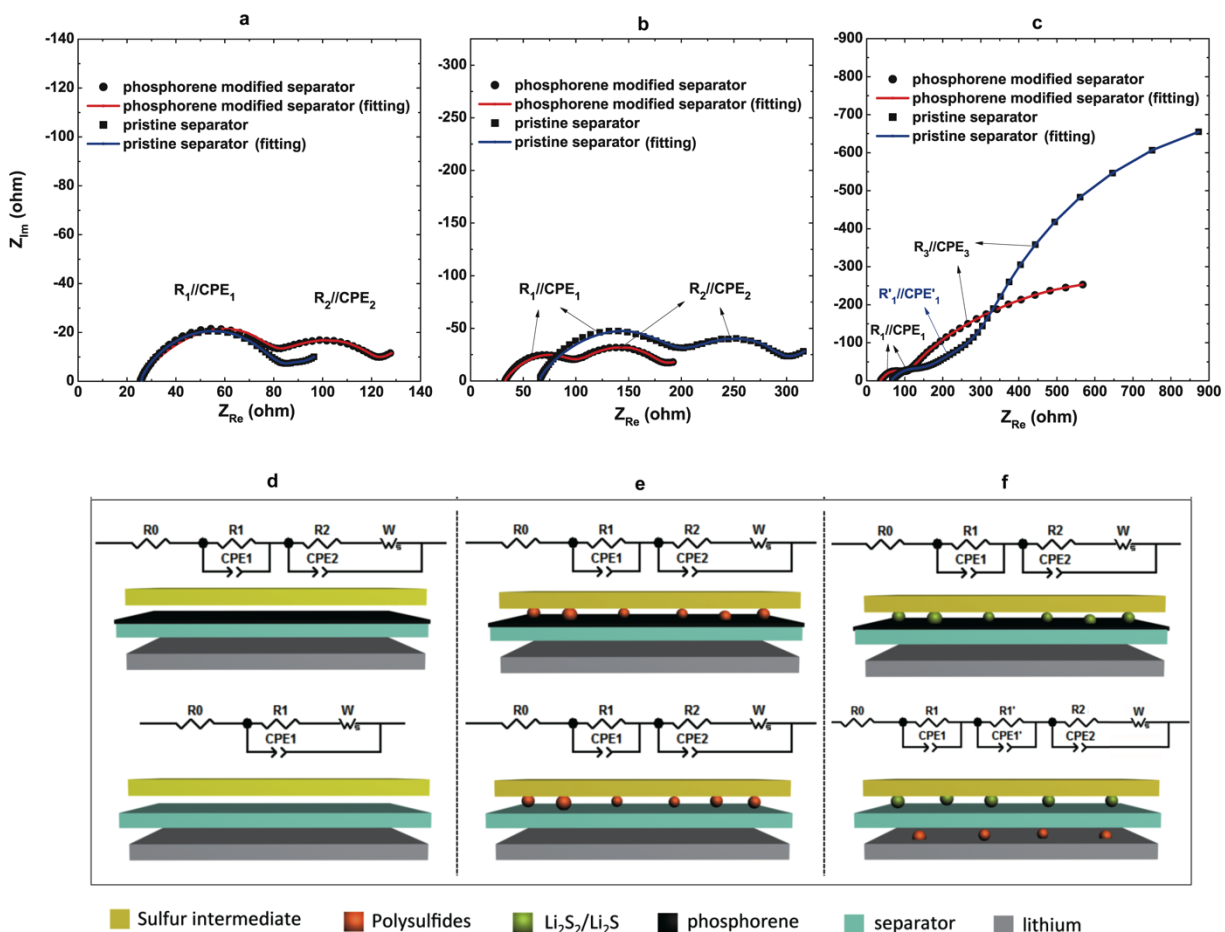 a
-140
-120
-100
-80
-60
-40
-20
0
Z_Im (ohm)
phosphorene modified separator
phosphorene modified separator (fitting)
pristine separator
pristine separator (fitting)
R₁//CPE₁
R₂//CPE₂
0 20 40 60 80 100 120 140
Z_Re (ohm)
b
-300
-250
-200
-150
-100
-50
0
phosphorene modified separator
phosphorene modified separator (fitting)
pristine separator
pristine separator (fitting)
R₁//CPE₁
R₂//CPE₂
0 50 100 150 200 250 300
Z_Re (ohm)
c
-900
-800
-700
-600
-500
-400
-300
-200
-100
0
phosphorene modified separator
phosphorene modified separator (fitting)
pristine separator
pristine separator (fitting)
R₃//CPE₃
R'₁//CPE'₁
R₁//CPE₁
0 100 200 300 400 500 600 700 800 900
Z_Re (ohm)
d
R0 R1 R2 W
CPE1 CPE2 s
R0 R1 W
CPE1 s
e
R0 R1 R2 W
CPE1 CPE2 s
R0 R1 R2 W
CPE1 CPE2 s
f
R0 R1 R2 W
CPE1 CPE2 s
R0 R1 R1' R2 W
CPE1 CPE1' CPE2 s
Sulfur intermediate Polysulfides Li₂S₂/Li₂S phosphorene separator lithium